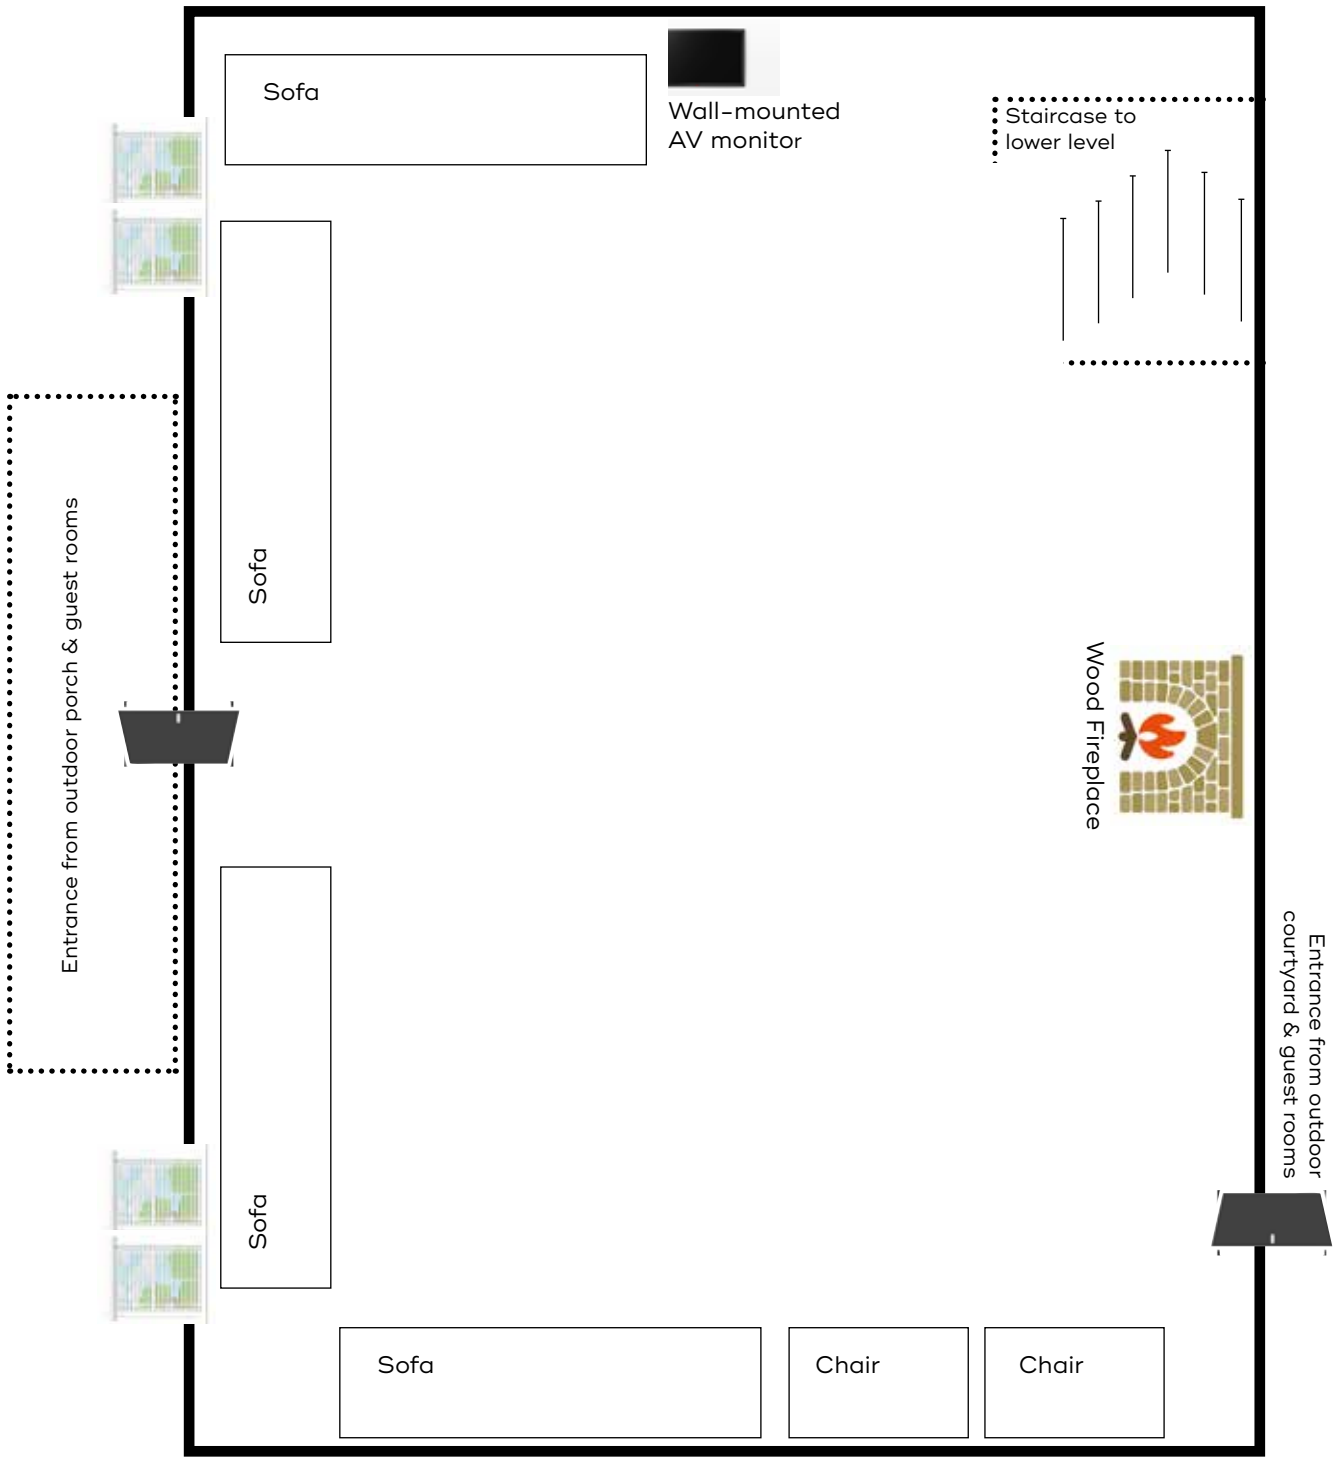 Sofa
Wall-mounted
AV monitor
Staircase to
lower level
Sofa
Entrance from outdoor porch & guest rooms
Wood Fireplace
Entrance from outdoor
courtyard & guest rooms
Sofa
Sofa
Chair
Chair